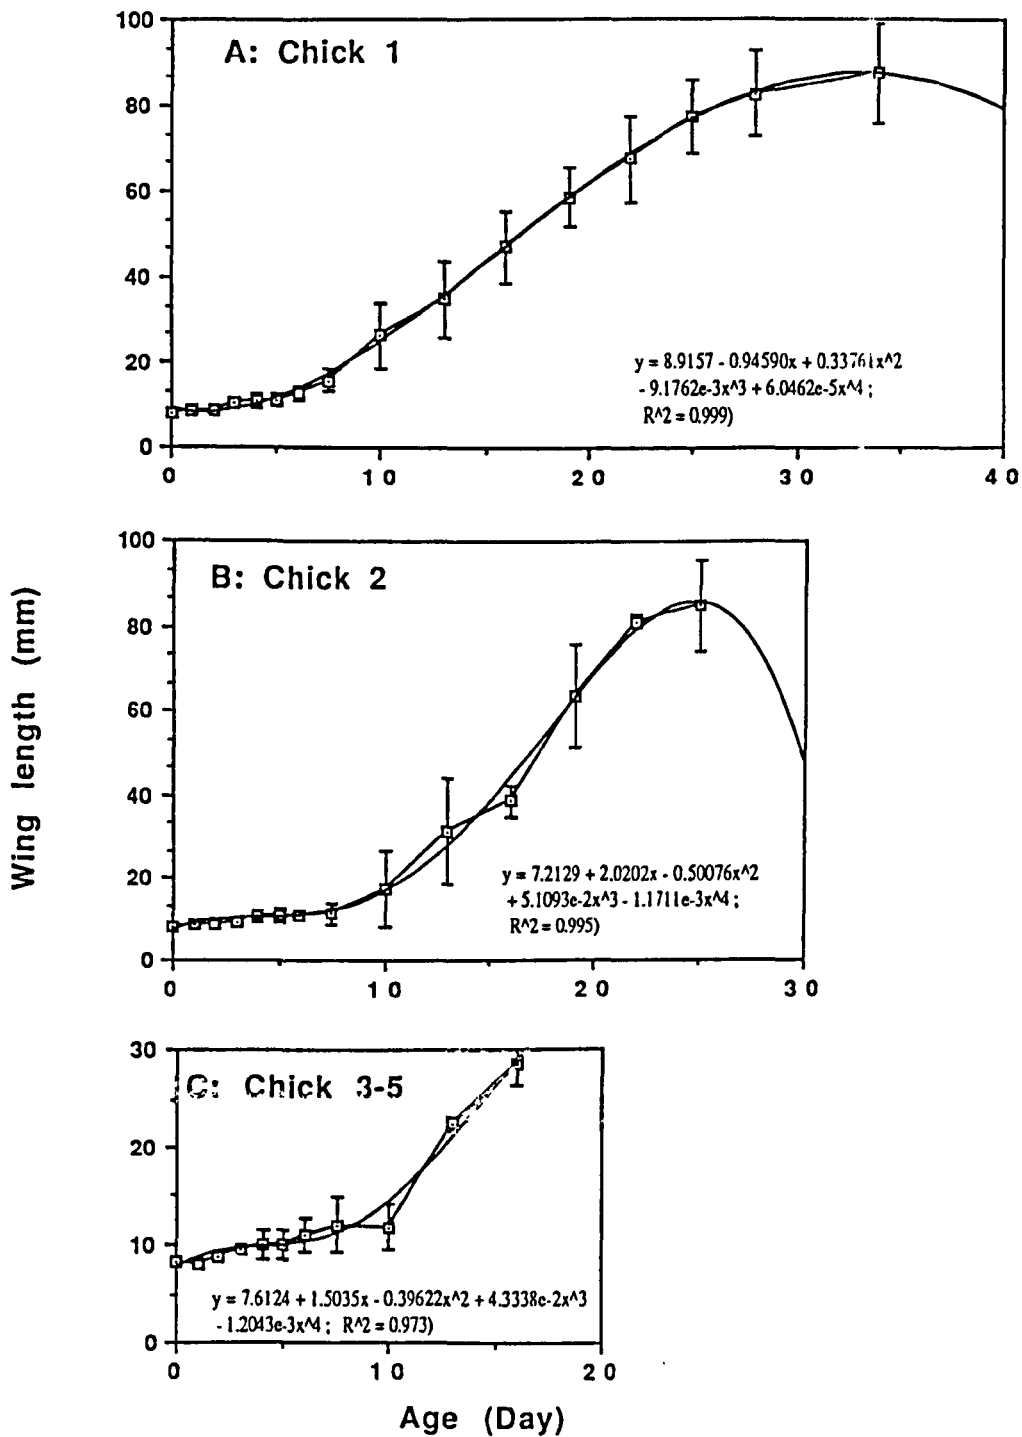 A: Chick 1
100
80
60
40
20
0
y = 8.9157 - 0.94590x + 0.33761x^2
- 9.1762e-3x^3 + 6.0462e-5x^4 ;
R^2 = 0.999)
0 10 20 30 40
B: Chick 2
100
80
60
40
20
0
y = 7.2129 + 2.0202x - 0.50076x^2
+ 5.1093e-2x^3 - 1.1711e-3x^4 ;
R^2 = 0.995)
0 10 20 30
Wing length (mm)
C: Chick 3-5
30
20
10
0
y = 7.6124 + 1.5035x - 0.39622x^2 + 4.3338e-2x^3
- 1.2043e-3x^4 ; R^2 = 0.973)
0 10 20
Age (Day)